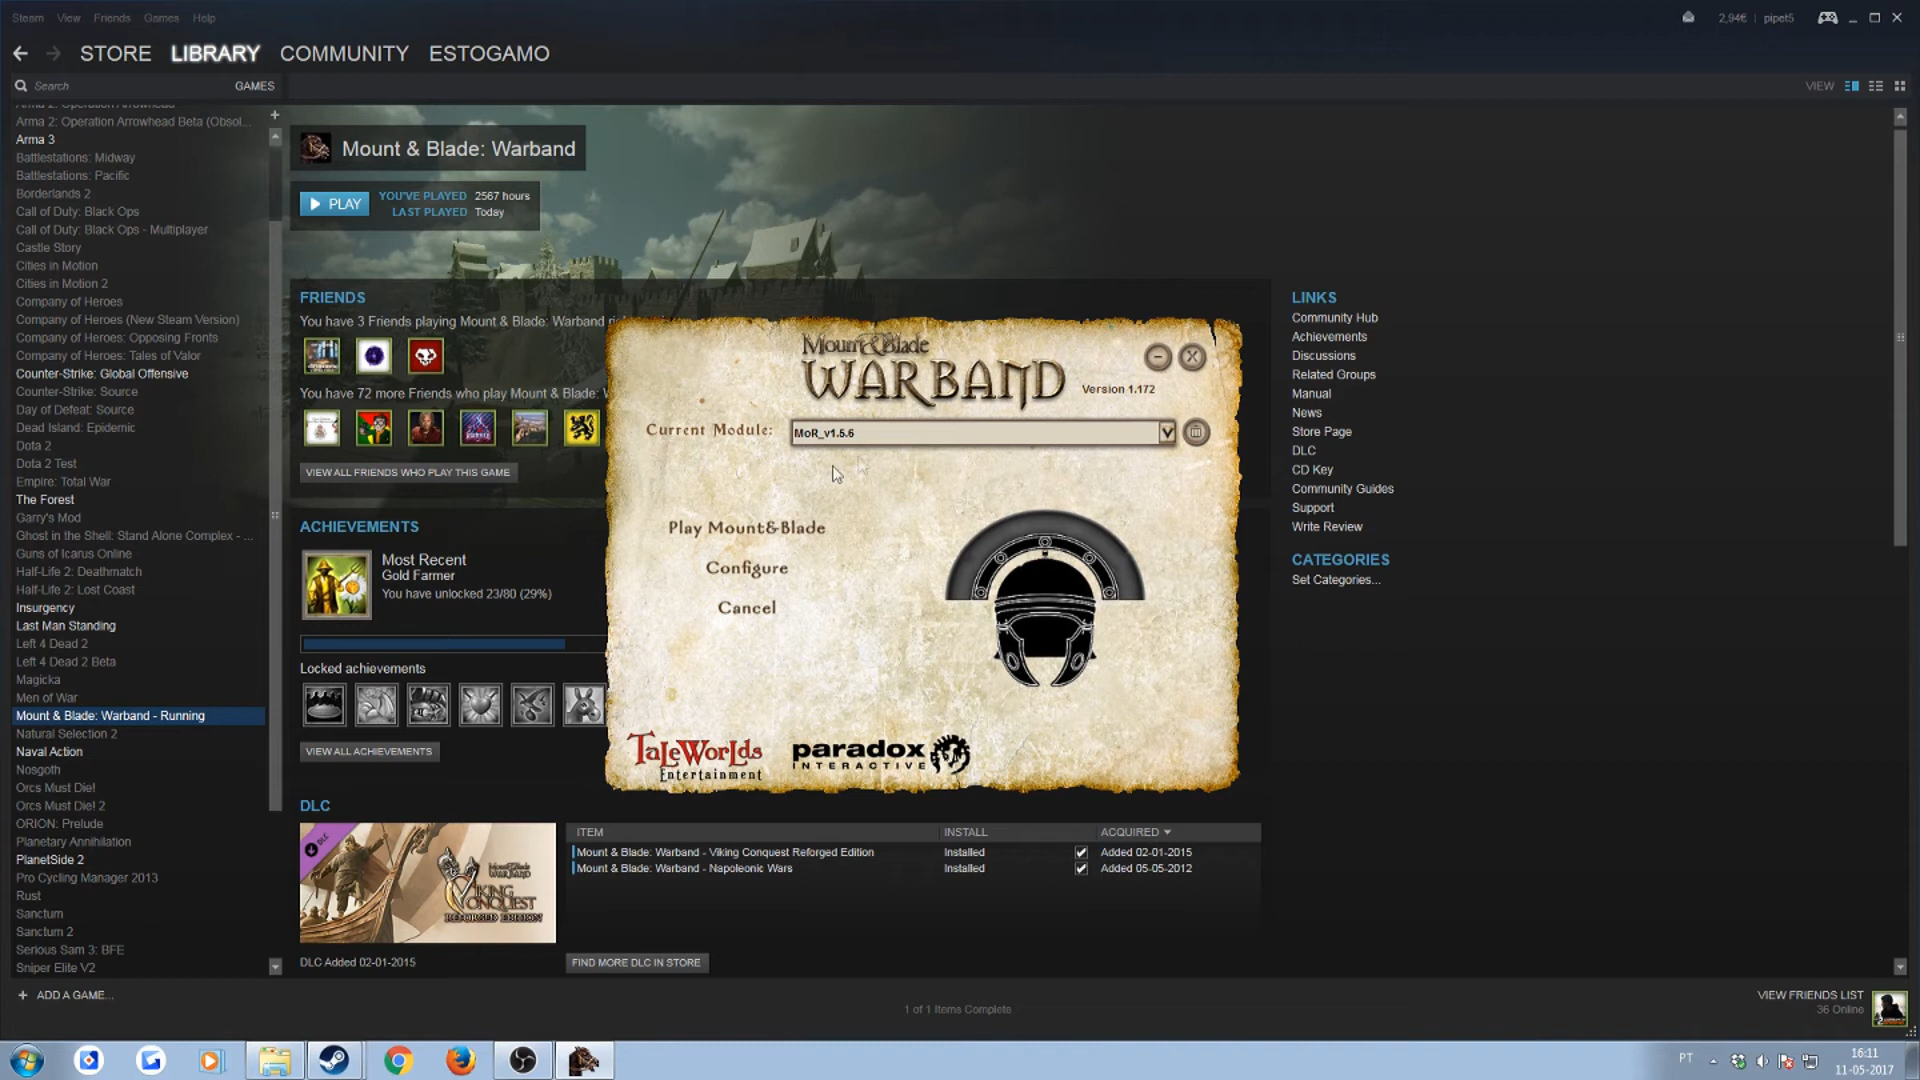 Steam View Friends Games Help
2,94€ | pipet5
STORE LIBRARY COMMUNITY ESTOGAMO
Search GAMES
VIEW
Arma 2: Operation Arrowhead
Arma 2: Operation Arrowhead Beta (Obsol...
Arma 3
Battlestations: Midway
Battlestations: Pacific
Borderlands 2
Call of Duty: Black Ops
Call of Duty: Black Ops - Multiplayer
Castle Story
Cities in Motion
Cities in Motion 2
Company of Heroes
Company of Heroes (New Steam Version)
Company of Heroes: Opposing Fronts
Company of Heroes: Tales of Valor
Counter-Strike: Global Offensive
Counter-Strike: Source
Day of Defeat: Source
Dead Island: Epidemic
Dota 2
Dota 2 Test
Empire: Total War
The Forest
Garry's Mod
Ghost in the Shell: Stand Alone Complex - ...
Guns of Icarus Online
Half-Life 2: Deathmatch
Half-Life 2: Lost Coast
Insurgency
Last Man Standing
Left 4 Dead 2
Left 4 Dead 2 Beta
Magicka
Men of War
Mount & Blade: Warband - Running
Natural Selection 2
Naval Action
Nosgoth
Orcs Must Die!
Orcs Must Die! 2
ORION: Prelude
Planetary Annihilation
PlanetSide 2
Pro Cycling Manager 2013
Rust
Sanctum
Sanctum 2
Serious Sam 3: BFE
Sniper Elite V2
+ ADD A GAME...
Mount & Blade: Warband
PLAY
YOU'VE PLAYED 2567 hours
LAST PLAYED Today
FRIENDS
You have 3 Friends playing Mount & Blade: Warband
You have 72 more Friends who play Mount & Blade:
VIEW ALL FRIENDS WHO PLAY THIS GAME
ACHIEVEMENTS
Most Recent
Gold Farmer
You have unlocked 23/80 (29%)
Locked achievements
VIEW ALL ACHIEVEMENTS
DLC
DLC
Mount&Blade
WARBAND
VIKING
CONQUEST
REFORGED EDITION
DLC Added 02-01-2015
ITEM INSTALL ACQUIRED
Mount & Blade: Warband - Viking Conquest Reforged Edition Installed Added 02-01-2015
Mount & Blade: Warband - Napoleonic Wars Installed Added 05-05-2012
FIND MORE DLC IN STORE
Mount&Blade
WARBAND
Version 1.172
Current Module: MoR_v1.5.6
Play Mount&Blade
Configure
Cancel
TaleWorlds
Entertainment
paradox
INTERACTIVE
LINKS
Community Hub
Achievements
Discussions
Related Groups
Manual
News
Store Page
DLC
CD Key
Community Guides
Support
Write Review
CATEGORIES
Set Categories...
1 of 1 Items Complete
VIEW FRIENDS LIST
36 Online
PT
16:11
11-05-2017